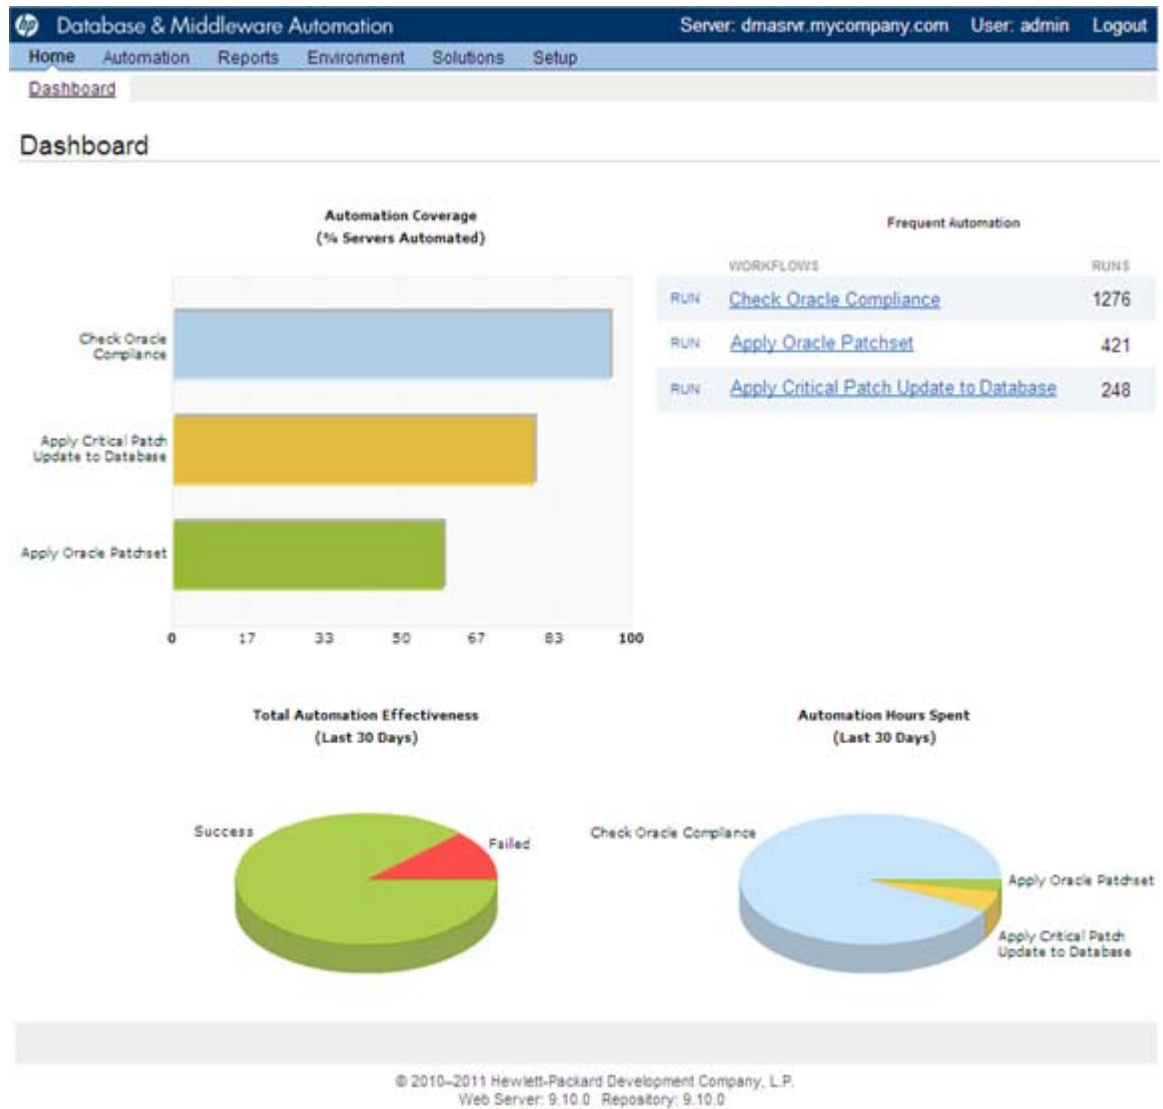 hp Database & Middleware Automation Server: dmasrvr.mycompany.com User: admin Logout
Home Automation Reports Environment Solutions Setup
Dashboard
Dashboard
Automation Coverage
(% Servers Automated)
Check Oracle
Compliance
Apply Critical Patch
Update to Database
Apply Oracle Patchset
0 17 33 50 67 83 100
Frequent Automation
WORKFLOWS RUNS
RUN Check Oracle Compliance 1276
RUN Apply Oracle Patchset 421
RUN Apply Critical Patch Update to Database 248
Total Automation Effectiveness
(Last 30 Days)
Success
Failed
Automation Hours Spent
(Last 30 Days)
Check Oracle Compliance
Apply Oracle Patchset
Apply Critical Patch
Update to Database
© 2010–2011 Hewlett-Packard Development Company, L.P.
Web Server: 9.10.0 Repository: 9.10.0